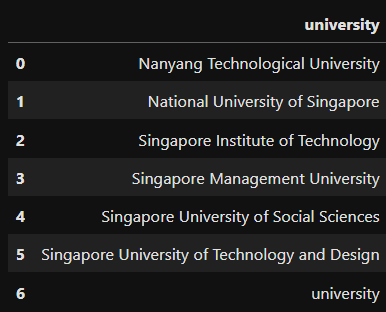 university
0 Nanyang Technological University
1 National University of Singapore
2 Singapore Institute of Technology
3 Singapore Management University
4 Singapore University of Social Sciences
5 Singapore University of Technology and Design
6 university